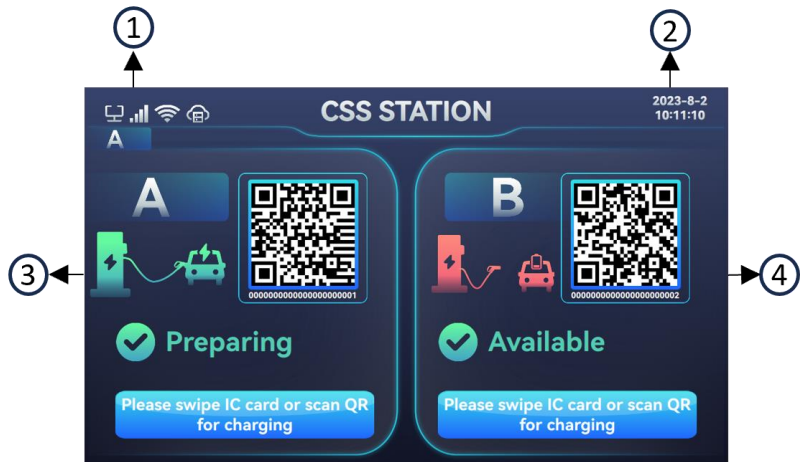 1
2
CSS STATION
2023-8-2
10:11:10
A
A
B
00000000000000000000001
00000000000000000000002
3
4
Preparing
Available
Please swipe IC card or scan QR
for charging
Please swipe IC card or scan QR
for charging